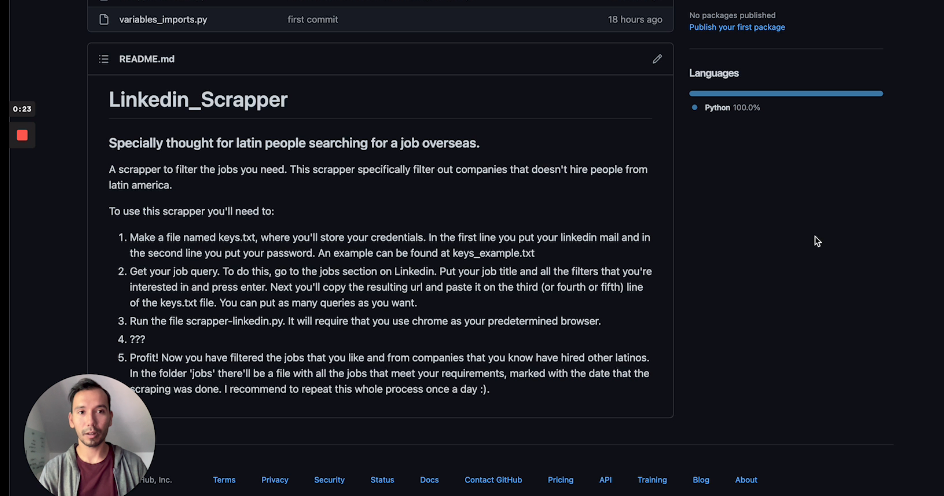 variables_imports.py first commit 18 hours ago
No packages published
Publish your first package
README.md
Languages
Python 100.0%
0:23
Linkedin_Scrapper
Specially thought for latin people searching for a job overseas.
A scrapper to filter the jobs you need. This scrapper specifically filter out companies that doesn't hire people from
latin america.
To use this scrapper you'll need to:
1. Make a file named keys.txt, where you'll store your credentials. In the first line you put your linkedin mail and in
the second line you put your password. An example can be found at keys_example.txt
2. Get your job query. To do this, go to the jobs section on Linkedin. Put your job title and all the filters that you're
interested in and press enter. Next you'll copy the resulting url and paste it on the third (or fourth or fifth) line
of the keys.txt file. You can put as many queries as you want.
3. Run the file scrapper-linkedin.py. It will require that you use chrome as your predetermined browser.
4. ???
5. Profit! Now you have filtered the jobs that you like and from companies that you know have hired other latinos.
In the folder 'jobs' there'll be a file with all the jobs that meet your requirements, marked with the date that the
scraping was done. I recommend to repeat this whole process once a day :).
Hub, Inc. Terms Privacy Security Status Docs Contact GitHub Pricing API Training Blog About